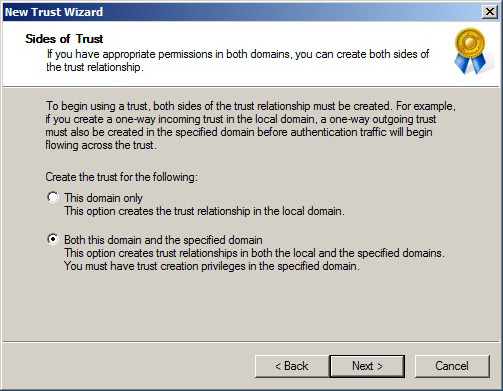 New Trust Wizard
Sides of Trust
If you have appropriate permissions in both domains, you can create both sides of
the trust relationship.
To begin using a trust, both sides of the trust relationship must be created. For example,
if you create a one-way incoming trust in the local domain, a one-way outgoing trust
must also be created in the specified domain before authentication traffic will begin
flowing across the trust.
Create the trust for the following:
This domain only
This option creates the trust relationship in the local domain.
Both this domain and the specified domain
This option creates trust relationships in both the local and the specified domains.
You must have trust creation privileges in the specified domain.
< Back
Next >
Cancel